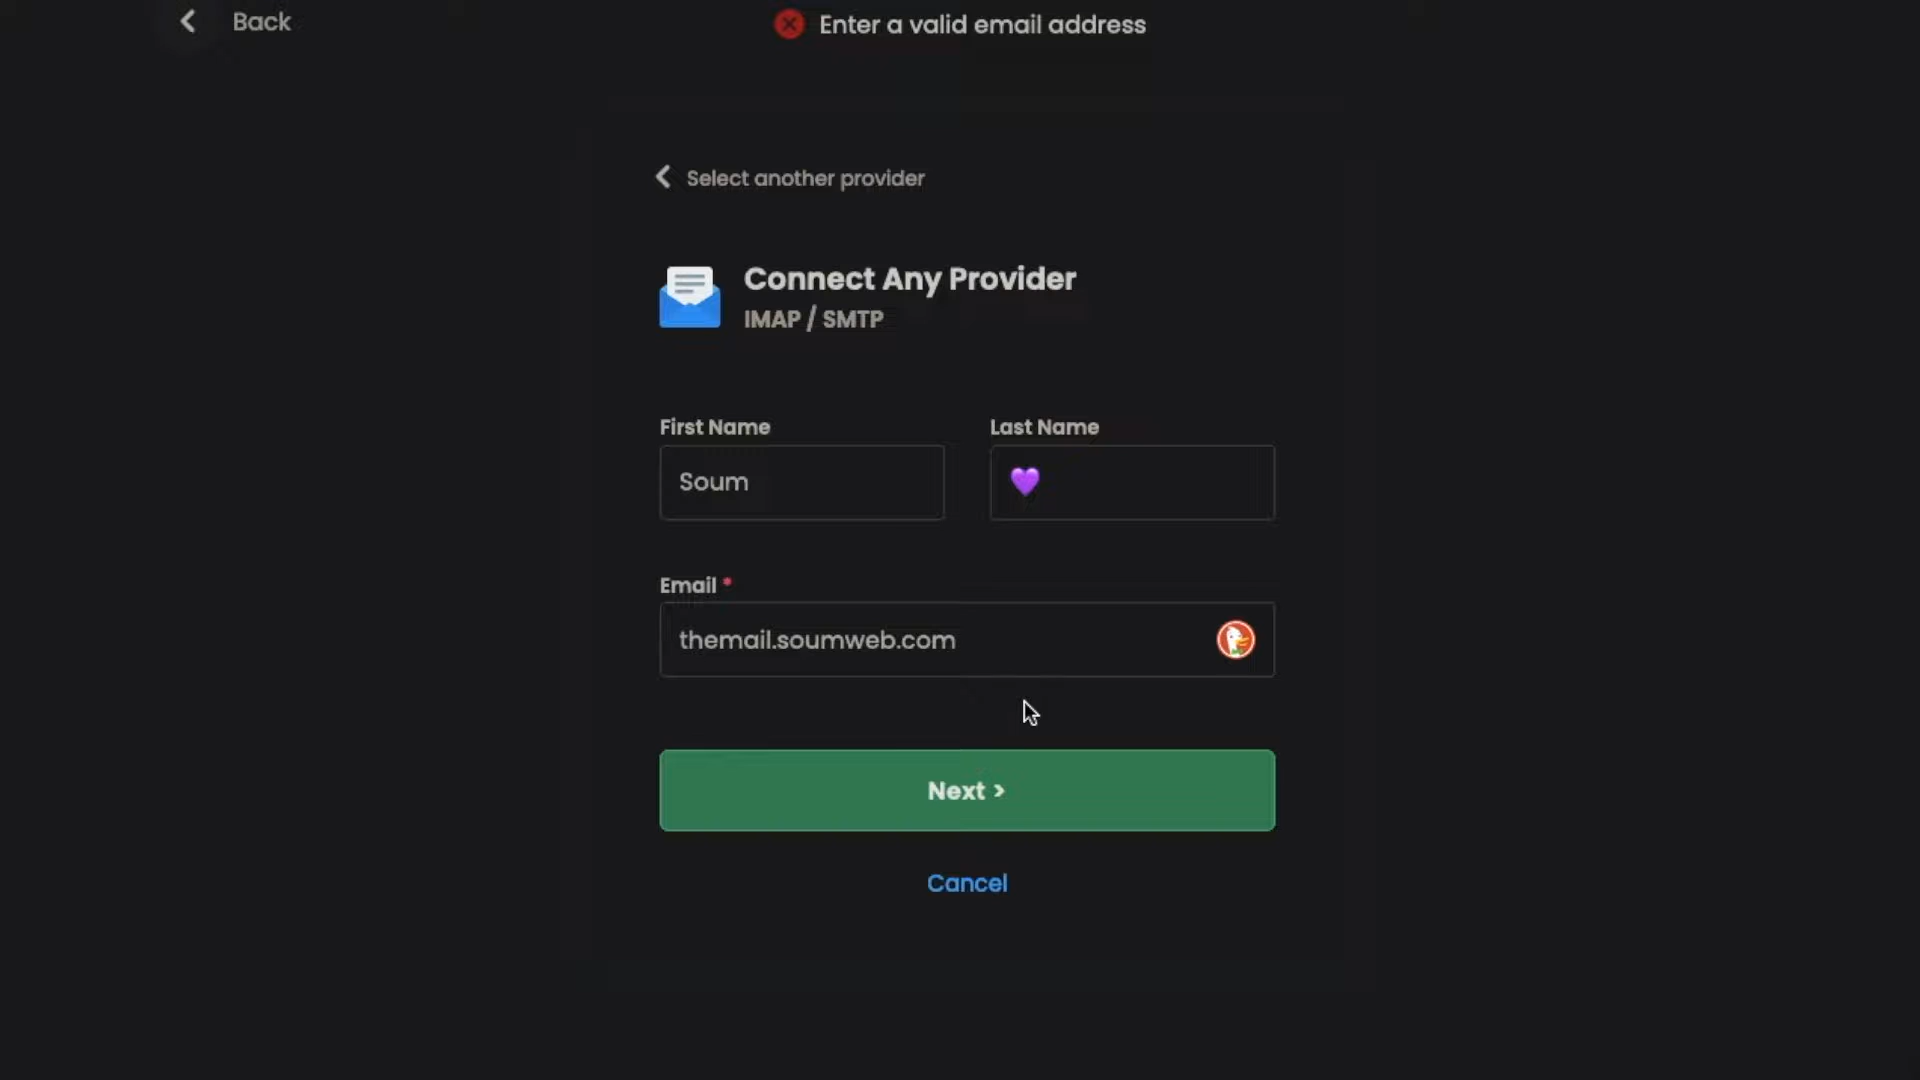 Back
Enter a valid email address
Select another provider
Connect Any Provider
IMAP / SMTP
First Name
Last Name
Soum
💜
Email *
themail.soumweb.com
Next >
Cancel